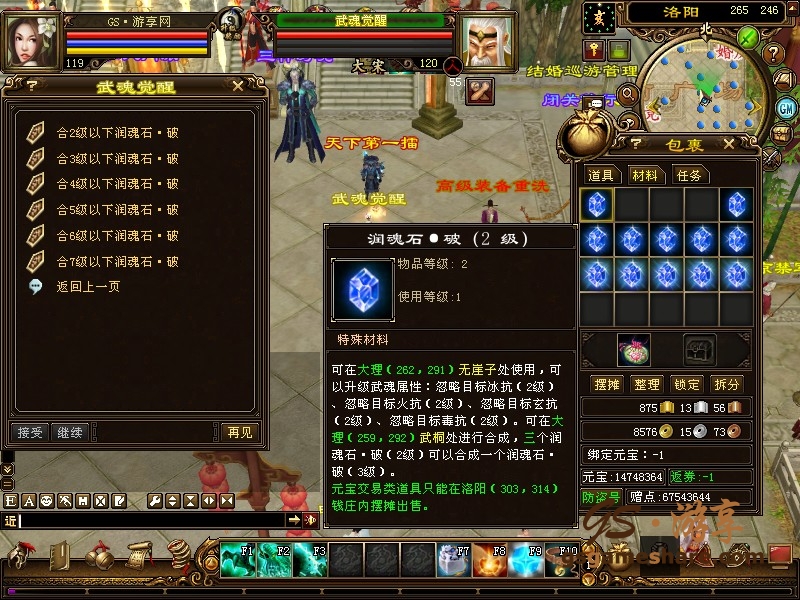 GS·游享网
119
武魂觉醒
120
大宋
55
洛阳
265 246
北
GM
结婚巡游管理
天下第一擂
武魂觉醒
高级装备重洗
武魂觉醒
合2级以下润魂石·破
合3级以下润魂石·破
合4级以下润魂石·破
合5级以下润魂石·破
合6级以下润魂石·破
合7级以下润魂石·破
返回上一页
接受 继续 再见
润魂石●破(2 级)
物品等级: 2
使用等级:1
特殊材料
可在大理(262,291)无崖子处使用,可
以升级武魂属性:忽略目标冰抗(2级)
、忽略目标火抗(2级)、忽略目标玄抗
(2级)、忽略目标毒抗(2级)。可在大
理(259,292)武桐处进行合成,三个润
魂石·破(2级)可以合成一个润魂石·
破(3级)。
元宝交易类道具只能在洛阳(303,314)
钱庄内摆摊出售。
包裹
道具 材料 任务
摆摊 整理 锁定 拆分
875 13 56
8576 15 73
绑定元宝:-1
元宝:14748364 返券:-1
防盗号 赠点:67543644
近
F1 F2 F3 F7 F8 F9 F10
GS·游享